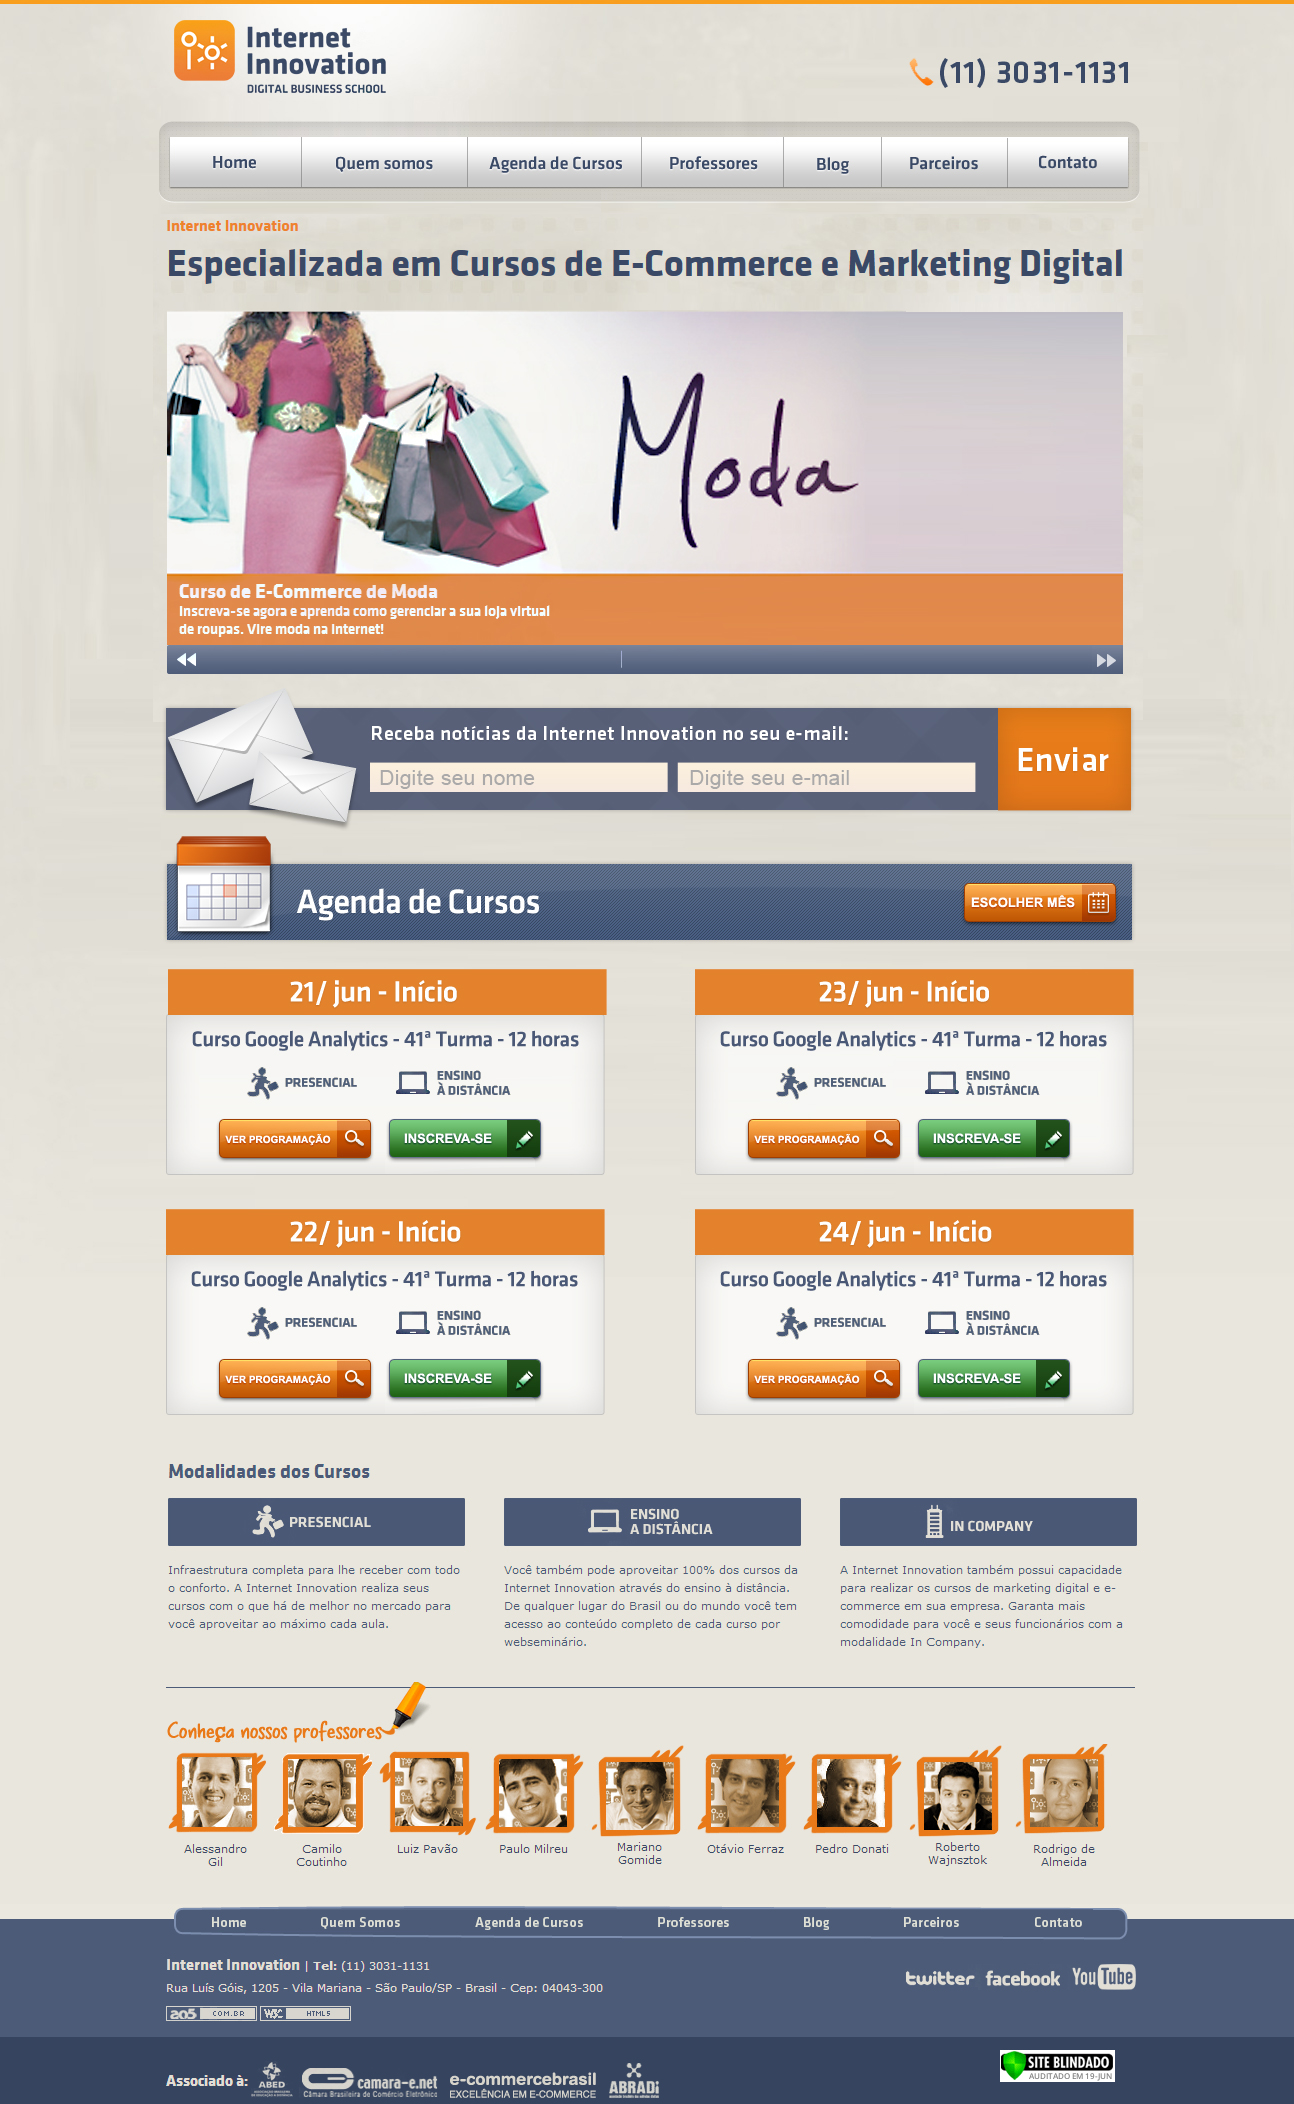 Internet
Innovation
DIGITAL BUSINESS SCHOOL
(11) 3031-1131
Home
Quem somos
Agenda de Cursos
Professores
Blog
Parceiros
Contato
Internet Innovation
Especializada em Cursos de E-Commerce e Marketing Digital
Moda
Curso de E-Commerce de Moda
Inscreva-se agora e aprenda como gerenciar a sua loja virtual
de roupas. Vire moda na internet!
Receba notícias da Internet Innovation no seu e-mail:
Digite seu nome
Digite seu e-mail
Enviar
Agenda de Cursos
ESCOLHER MÊS
21/ jun - Início
Curso Google Analytics - 41ª Turma - 12 horas
PRESENCIAL
ENSINO
À DISTÂNCIA
VER PROGRAMAÇÃO
INSCREVA-SE
23/ jun - Início
Curso Google Analytics - 41ª Turma - 12 horas
PRESENCIAL
ENSINO
À DISTÂNCIA
VER PROGRAMAÇÃO
INSCREVA-SE
22/ jun - Início
Curso Google Analytics - 41ª Turma - 12 horas
PRESENCIAL
ENSINO
À DISTÂNCIA
VER PROGRAMAÇÃO
INSCREVA-SE
24/ jun - Início
Curso Google Analytics - 41ª Turma - 12 horas
PRESENCIAL
ENSINO
À DISTÂNCIA
VER PROGRAMAÇÃO
INSCREVA-SE
Modalidades dos Cursos
PRESENCIAL
Infraestrutura completa para lhe receber com todo
o conforto. A Internet Innovation realiza seus
cursos com o que há de melhor no mercado para
você aproveitar ao máximo cada aula.
ENSINO
A DISTÂNCIA
Você também pode aproveitar 100% dos cursos da
Internet Innovation através do ensino à distância.
De qualquer lugar do Brasil ou do mundo você tem
acesso ao conteúdo completo de cada curso por
webseminário.
IN COMPANY
A Internet Innovation também possui capacidade
para realizar os cursos de marketing digital e e-
commerce em sua empresa. Garanta mais
comodidade para você e seus funcionários com a
modalidade In Company.
Conheça nossos professores
Alessandro
Gil
Camilo
Coutinho
Luiz Pavão
Paulo Milreu
Mariano
Gomide
Otávio Ferraz
Pedro Donati
Roberto
Wajnsztok
Rodrigo de
Almeida
Home
Quem Somos
Agenda de Cursos
Professores
Blog
Parceiros
Contato
Internet Innovation | Tel: (11) 3031-1131
Rua Luís Góis, 1205 - Vila Mariana - São Paulo/SP - Brasil - Cep: 04043-300
twitter
facebook
YouTube
2o5 COM.BR
W3C HTML5
Associado à:
ABED
camara-e.net
Câmara Brasileira de Comércio Eletrônico
e-commercebrasil
EXCELÊNCIA EM E-COMMERCE
ABRADi
SITE BLINDADO
AUDITADO EM 19-JUN